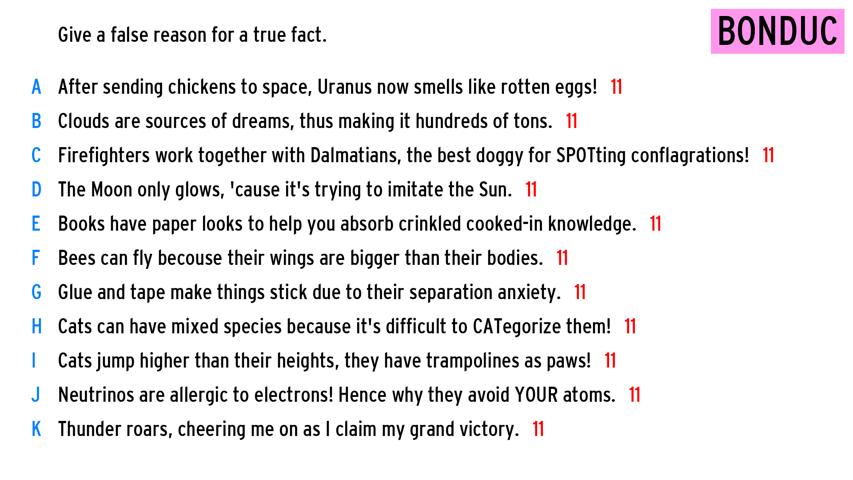 Give a false reason for a true fact.
BONDUC
A After sending chickens to space, Uranus now smells like rotten eggs! 11
B Clouds are sources of dreams, thus making it hundreds of tons. 11
C Firefighters work together with Dalmatians, the best doggy for SPOTting conflagrations! 11
D The Moon only glows, 'cause it's trying to imitate the Sun. 11
E Books have paper looks to help you absorb crinkled cooked-in knowledge. 11
F Bees can fly becouse their wings are bigger than their bodies. 11
G Glue and tape make things stick due to their separation anxiety. 11
H Cats can have mixed species because it's difficult to CATegorize them! 11
I Cats jump higher than their heights, they have trampolines as paws! 11
J Neutrinos are allergic to electrons! Hence why they avoid YOUR atoms. 11
K Thunder roars, cheering me on as I claim my grand victory. 11